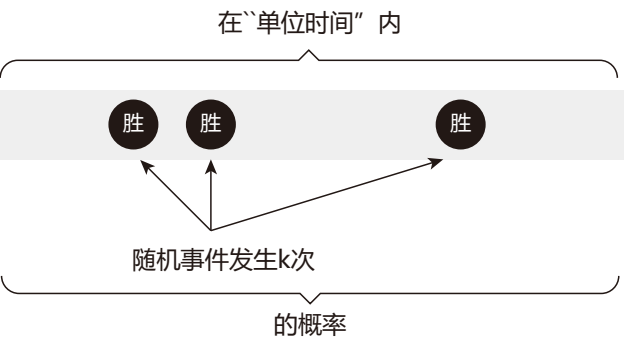 在``单位时间”内
胜 胜 胜
随机事件发生k次
的概率